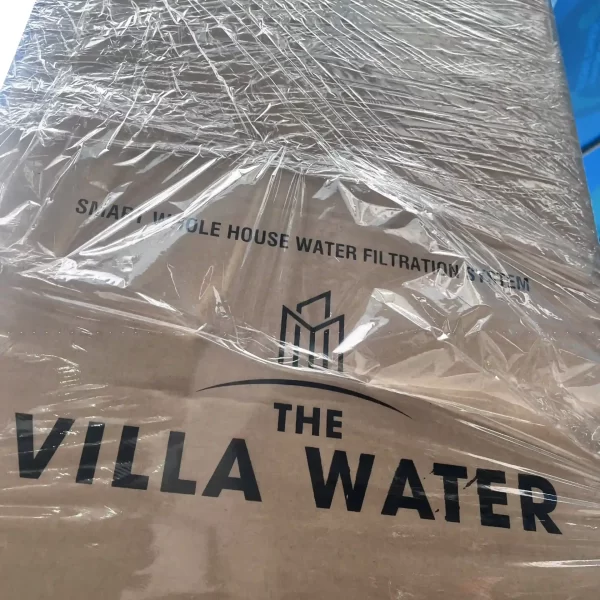 SMART WHOLE HOUSE WATER FILTRATION SYSTEM
THE
VILLA WATER